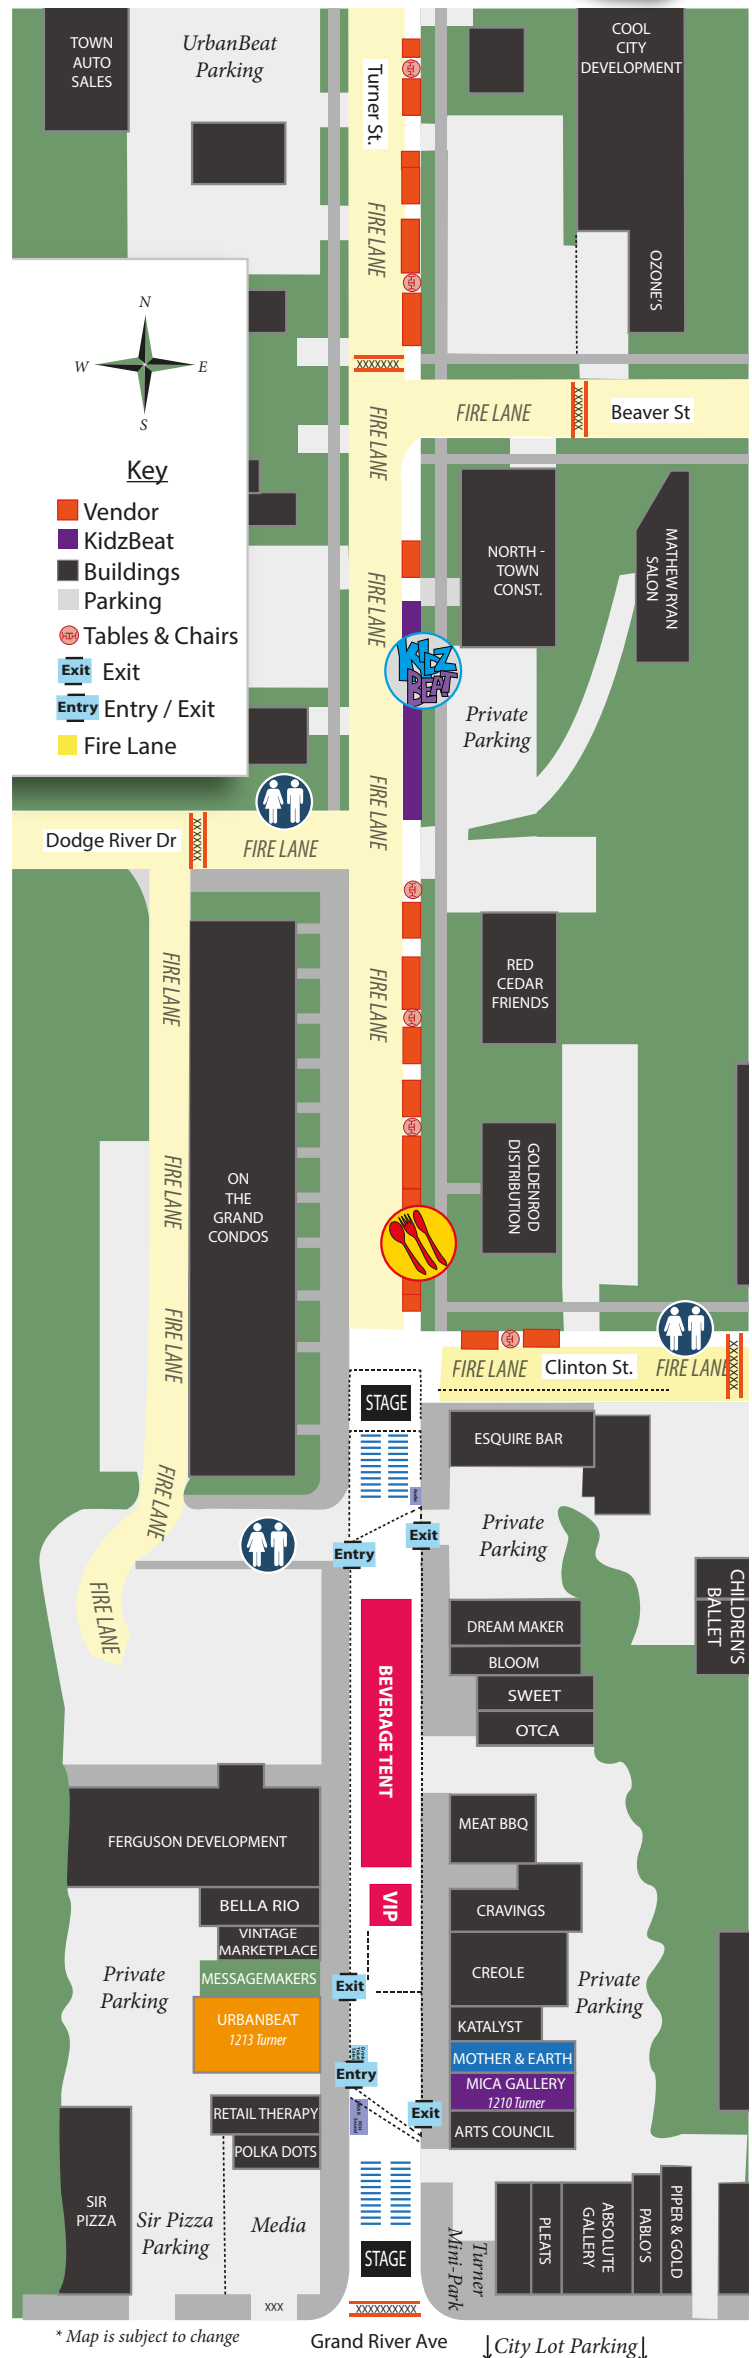 TOWN
AUTO
SALES
UrbanBeat
Parking
Turner St.
COOL
CITY
DEVELOPMENT
OZONE'S
FIRE LANE
N
W
E
S
XXXXXXX
FIRE LANE
FIRE LANE
XXXXXXX
Beaver St
Key
Vendor
KidzBeat
Buildings
Parking
Tables & Chairs
Exit
Exit
Entry
Entry / Exit
Fire Lane
NORTH -
TOWN
CONST.
MATHEW RYAN
SALON
FIRE LANE
KIDZ
BEAT
Private
Parking
FIRE LANE
Dodge River Dr
XXXXXXX
FIRE LANE
FIRE LANE
FIRE LANE
RED
CEDAR
FRIENDS
GOLDENROD
DISTRIBUTION
ON
THE
GRAND
CONDOS
FIRE LANE
FIRE LANE
FIRE LANE
Clinton St.
FIRE LANE
XXXXXXX
STAGE
ESQUIRE BAR
FIRE LANE
Private
Parking
Exit
Entry
FIRE LANE
CHILDREN'S
BALLET
DREAM MAKER
BLOOM
SWEET
OTCA
BEVERAGE TENT
MEAT BBQ
FERGUSON DEVELOPMENT
VIP
BELLA RIO
CRAVINGS
VINTAGE
MARKETPLACE
CREOLE
Private
Parking
MESSAGEMAKERS
Exit
Private
Parking
URBANBEAT
1213 Turner
KATALYST
MOTHER & EARTH
Entry
MICA GALLERY
1210 Turner
Exit
RETAIL THERAPY
ARTS COUNCIL
POLKA DOTS
SIR
PIZZA
Sir Pizza
Parking
Media
STAGE
Turner
Mini-Park
PLEATS
ABSOLUTE
GALLERY
PABLO'S
PIPER & GOLD
XXX
XXXXXXXXXX
* Map is subject to change
Grand River Ave
City Lot Parking